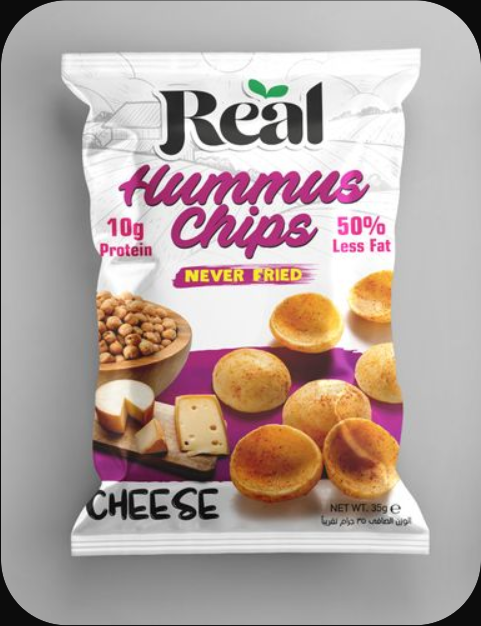 Real
Hummus
Chips
10g
Protein
50%
Less Fat
NEVER FRIED
CHEESE
NET WT. 35g ℮
الوزن الصافي ٣٥ جرام تقريباً